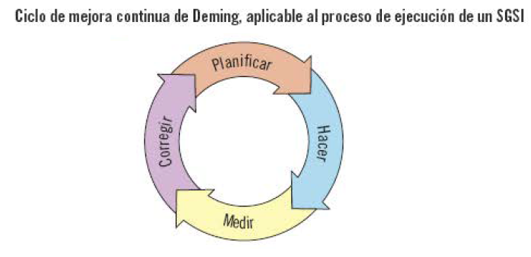 Ciclo de mejora continua de Deming, aplicable al proceso de ejecución de un SGSI
Planificar
Hacer
Medir
Corregir